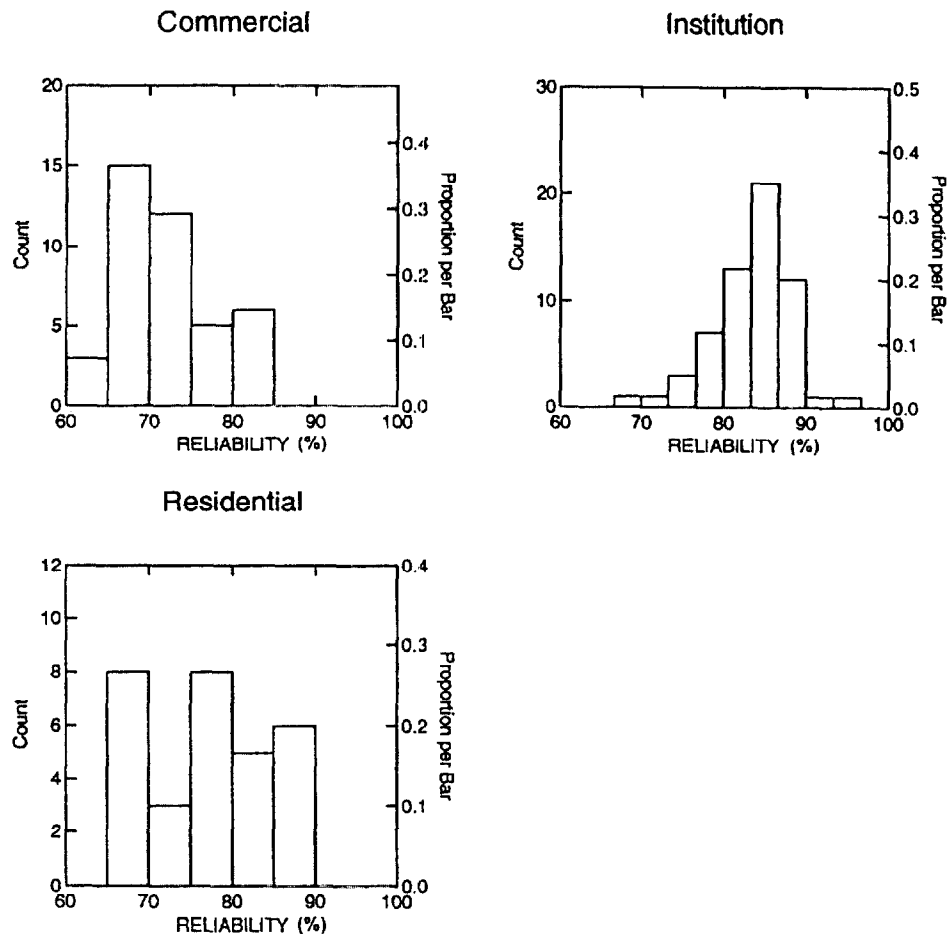 Commercial
20
15
10
5
0
Count
0.4
0.3
0.2
0.1
0.0
Proportion per Bar
60 70 80 90 100
RELIABILITY (%)
Institution
30
20
10
0
Count
0.5
0.4
0.3
0.2
0.1
0.0
Proportion per Bar
60 70 80 90 100
RELIABILITY (%)
Residential
12
10
8
6
4
2
0
Count
0.4
0.3
0.2
0.1
0.0
Proportion per Bar
60 70 80 90 100
RELIABILITY (%)